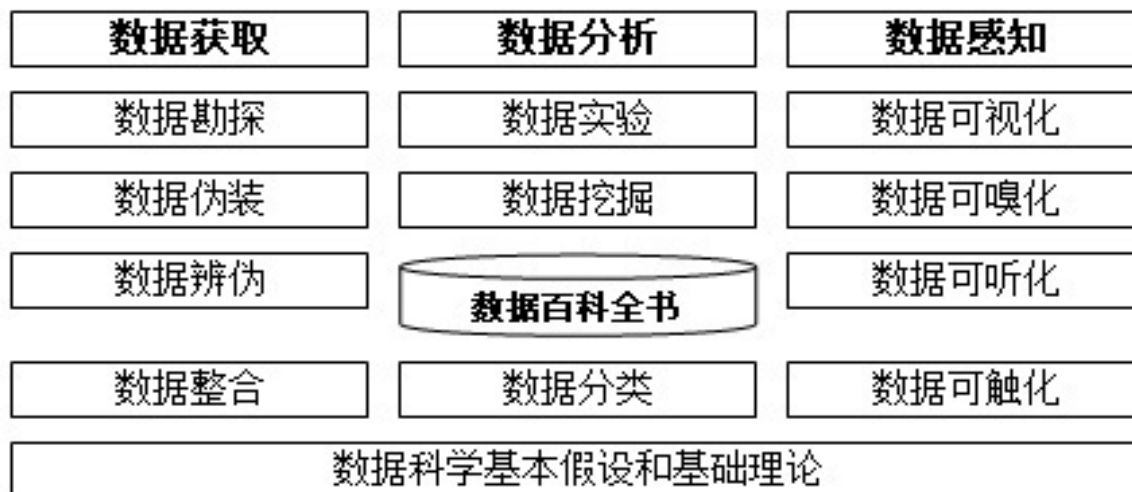 数据获取
数据分析
数据感知
数据勘探
数据实验
数据可视化
数据伪装
数据挖掘
数据可嗅化
数据辨伪
数据百科全书
数据可听化
数据整合
数据分类
数据可触化
数据科学基本假设和基础理论